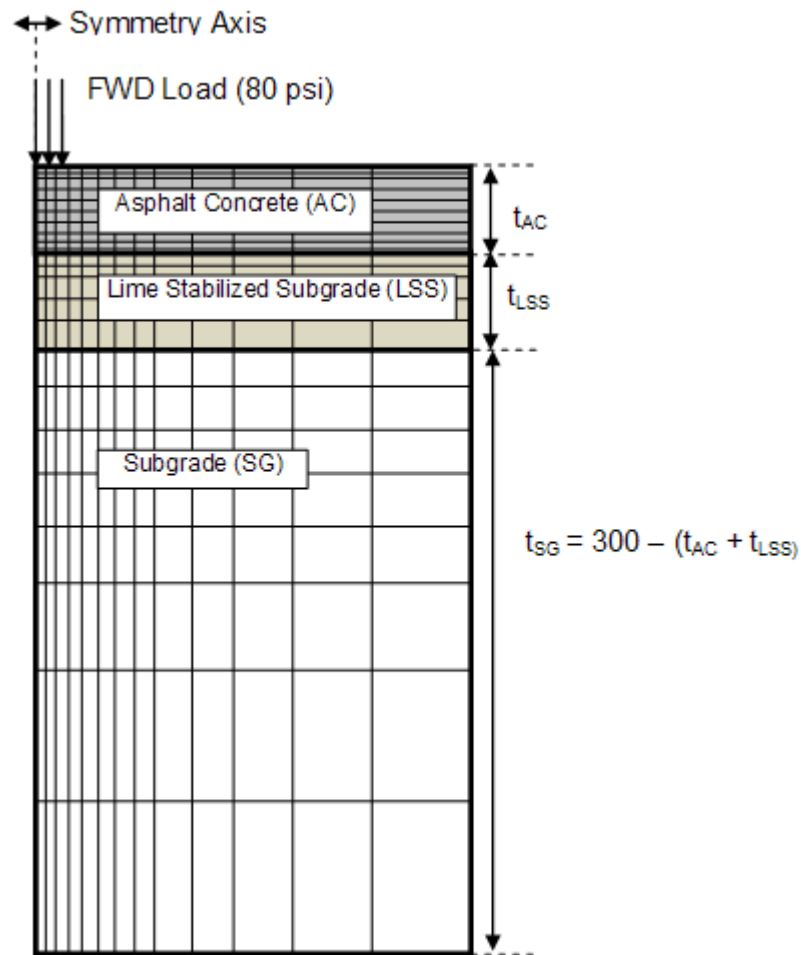 Symmetry Axis
FWD Load (80 psi)
Asphalt Concrete (AC)
tAC
Lime Stabilized Subgrade (LSS)
tLSS
Subgrade (SG)
tSG = 300 – (tAC + tLSS)